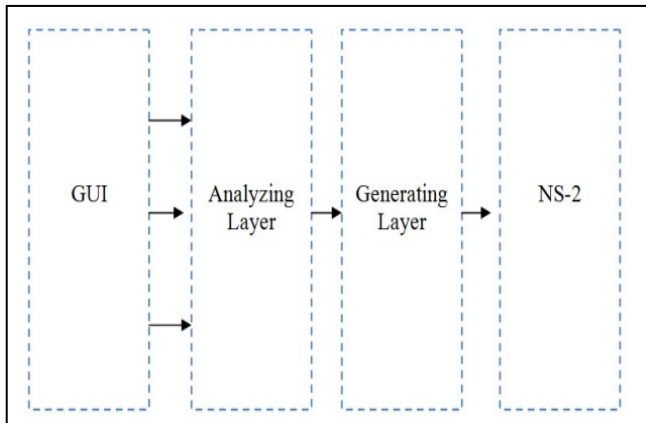 GUI
Analyzing
Layer
Generating
Layer
NS-2